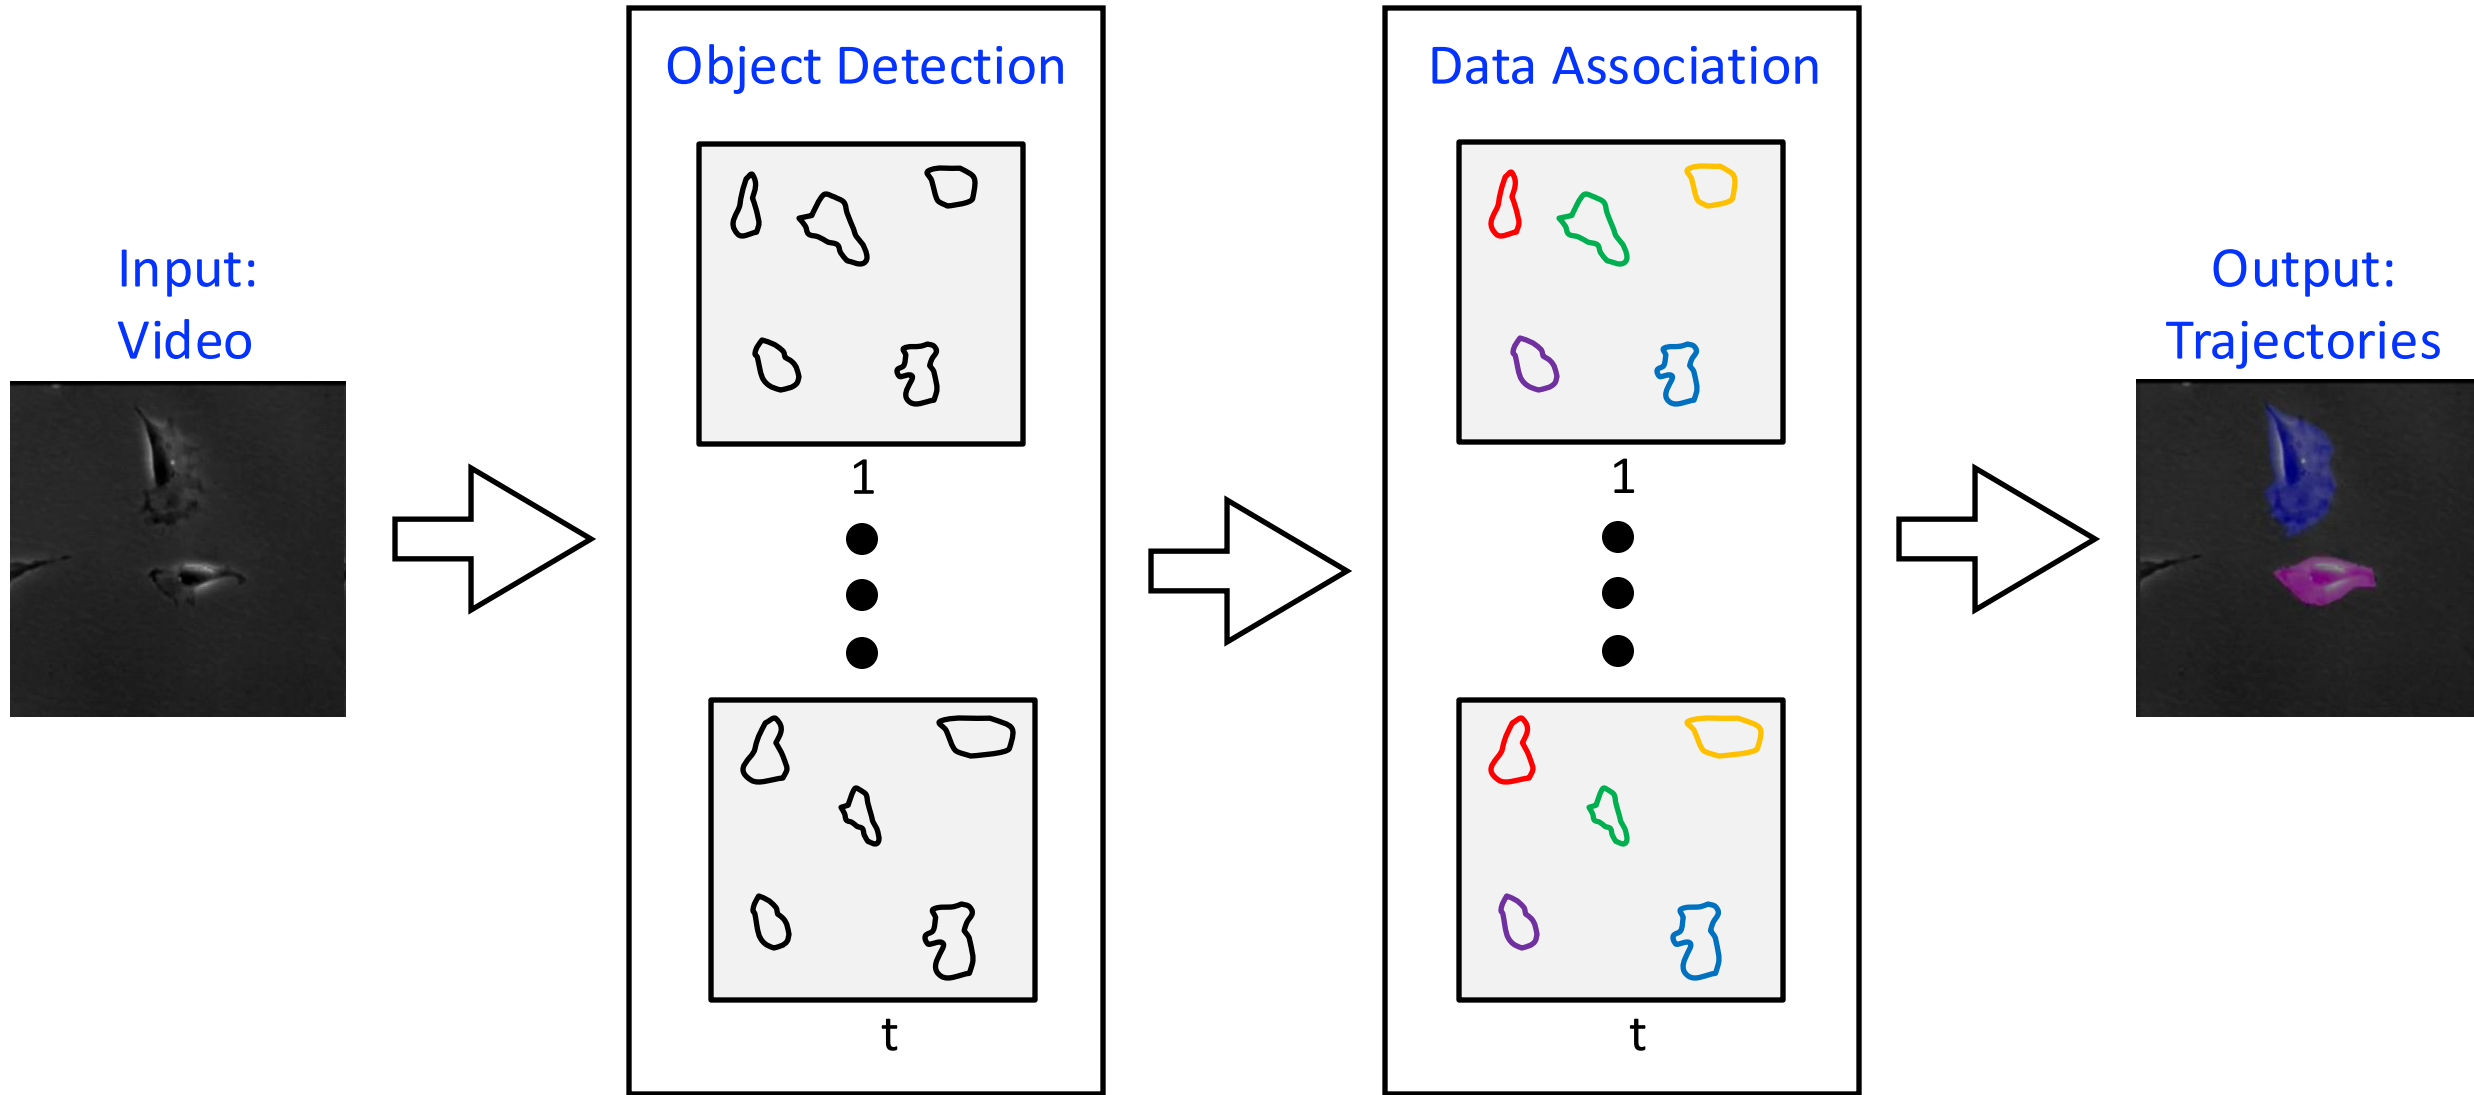 Input:
Video
Object Detection
1
t
Data Association
1
t
Output:
Trajectories